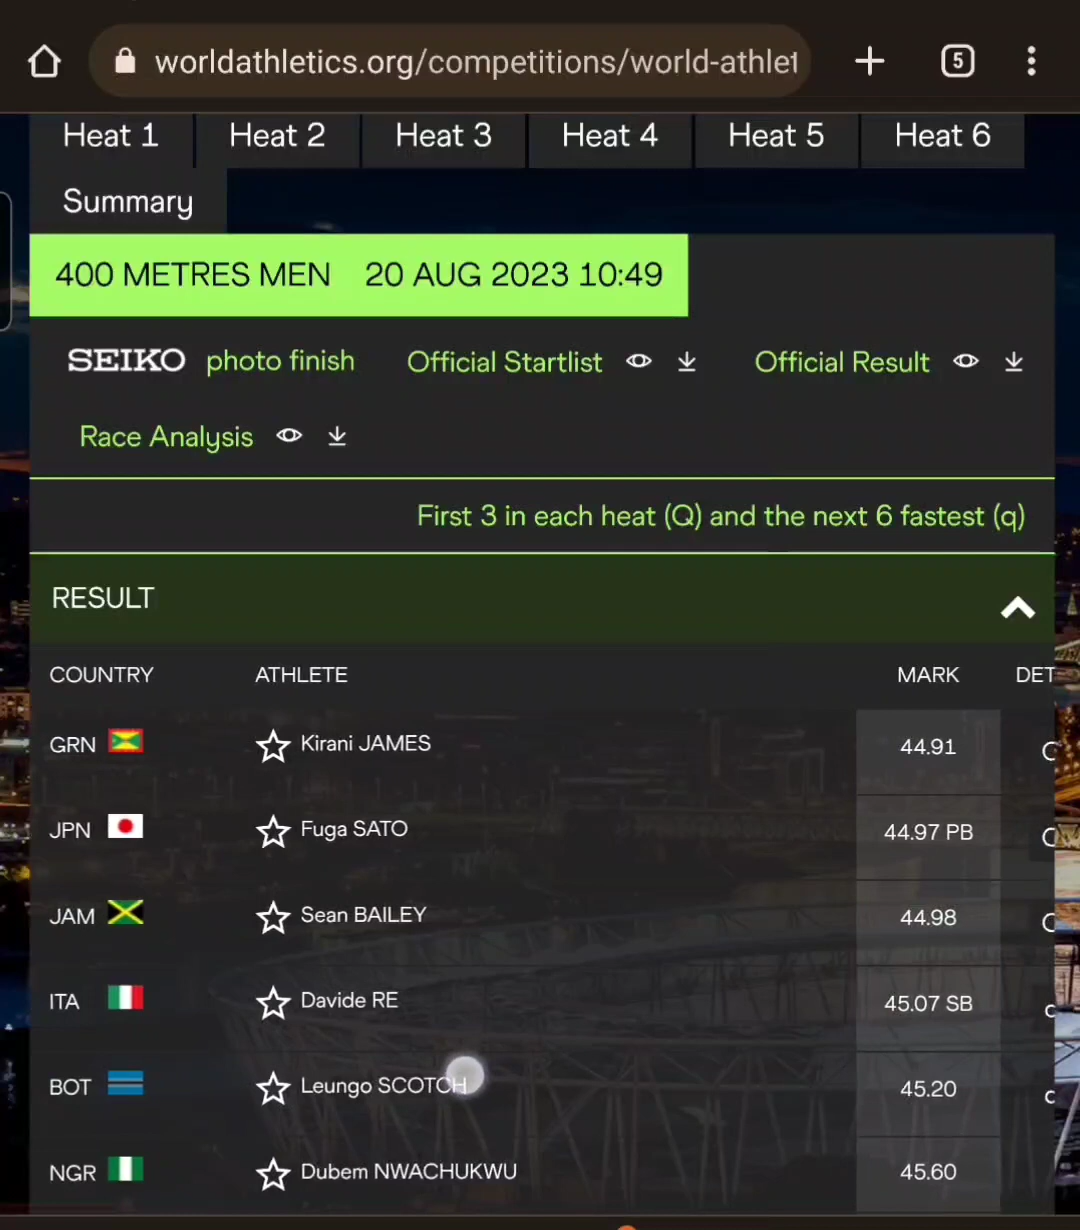 worldathletics.org/competitions/world-athlet
5
Heat 1 Heat 2 Heat 3 Heat 4 Heat 5 Heat 6
Summary
400 METRES MEN 20 AUG 2023 10:49
SEIKO photo finish Official Startlist Official Result
Race Analysis
First 3 in each heat (Q) and the next 6 fastest (q)
RESULT
COUNTRY ATHLETE MARK DET
GRN Kirani JAMES 44.91
JPN Fuga SATO 44.97 PB
JAM Sean BAILEY 44.98
ITA Davide RE 45.07 SB
BOT Leungo SCOTCH 45.20
NGR Dubem NWACHUKWU 45.60